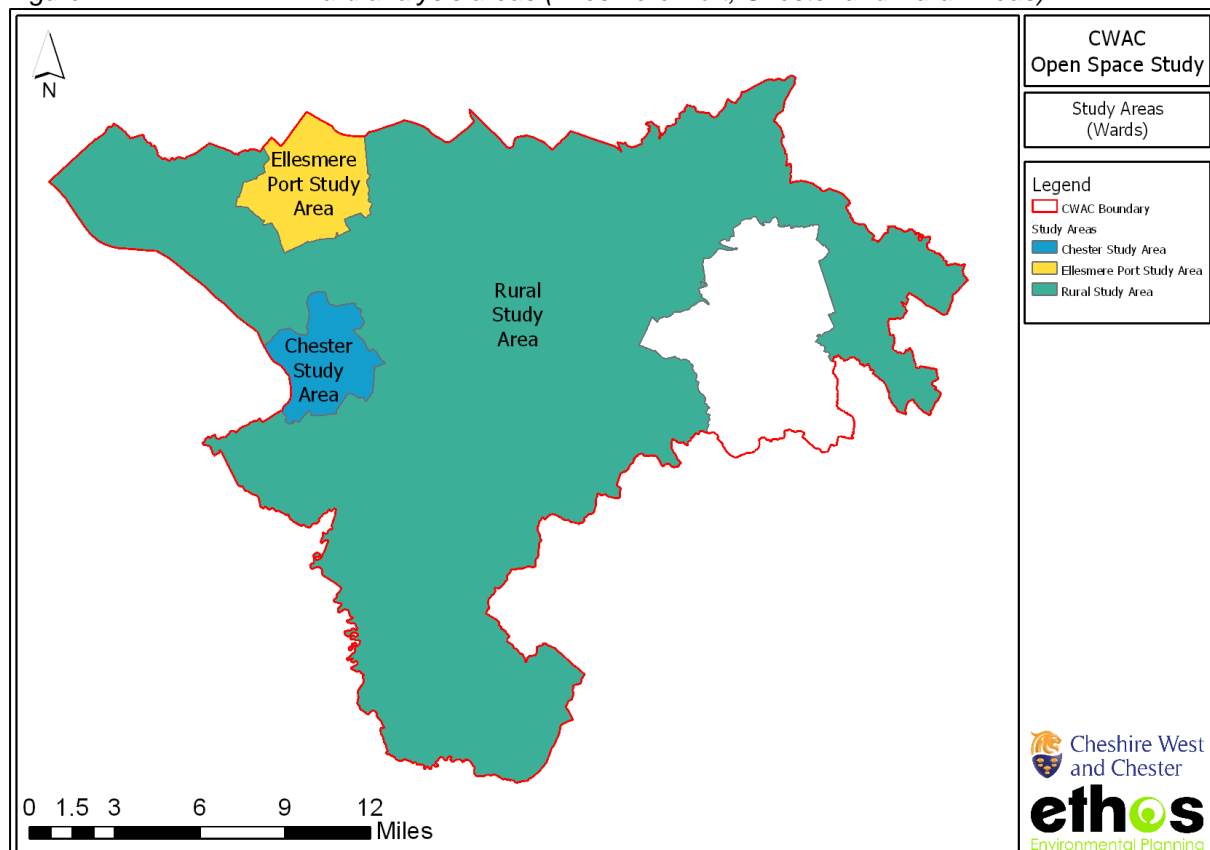 N
Ellesmere
Port Study
Area
Rural
Study
Area
Chester
Study
Area
0 1.5 3 6 9 12
Miles
CWAC
Open Space Study
Study Areas
(Wards)
Legend
CWAC Boundary
Study Areas
Chester Study Area
Ellesmere Port Study Area
Rural Study Area
Cheshire West
and Chester
ethos
Environmental Planning